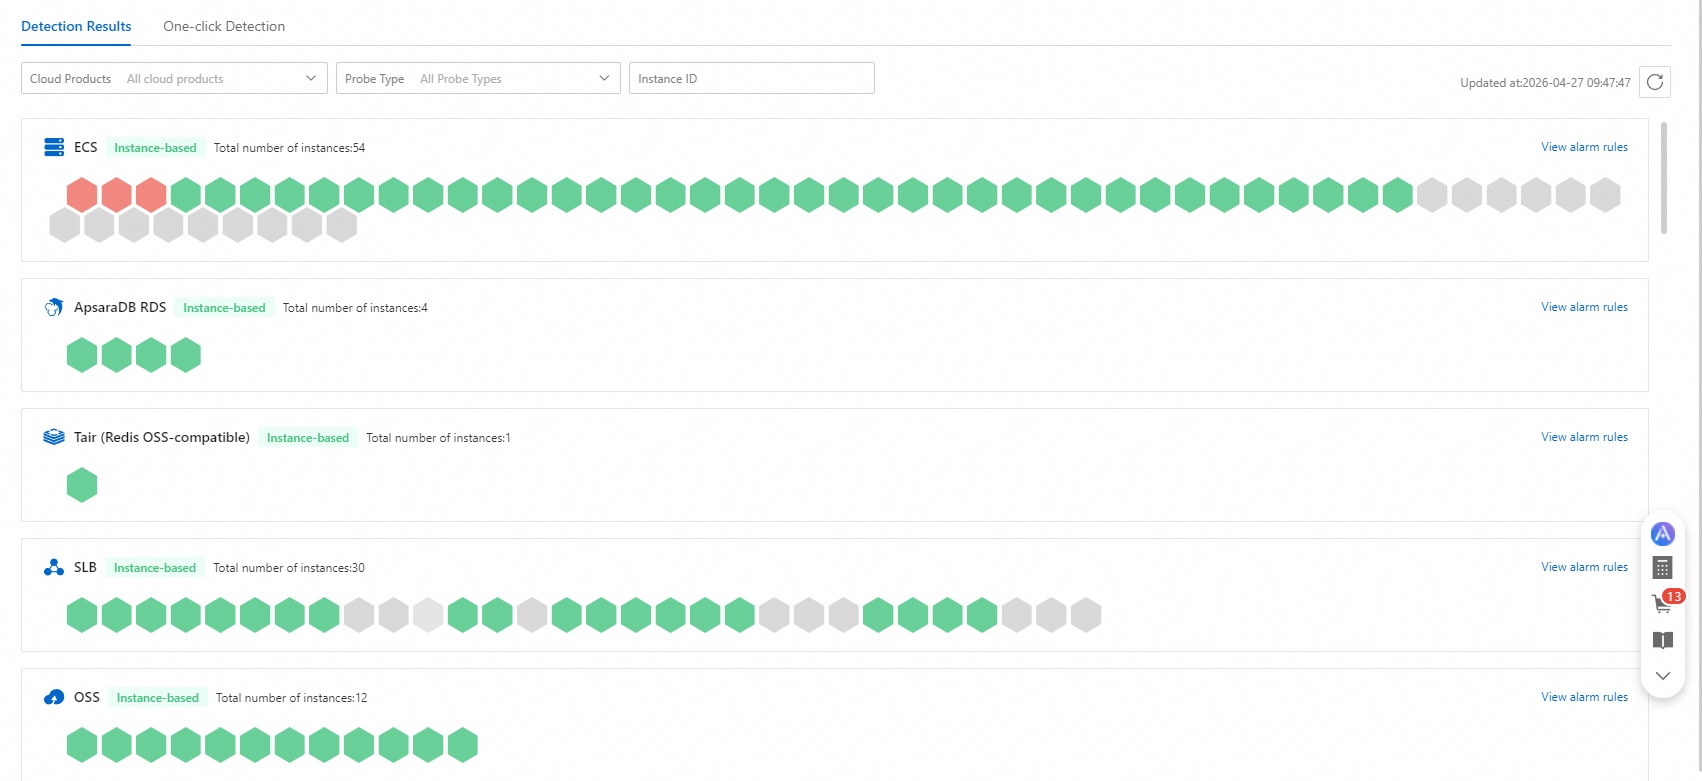 Detection Results One-click Detection
Cloud Products All cloud products Probe Type All Probe Types Instance ID Updated at:2026-04-27 09:47:47
ECS Instance-based Total number of instances:54 View alarm rules
ApsaraDB RDS Instance-based Total number of instances:4 View alarm rules
Tair (Redis OSS-compatible) Instance-based Total number of instances:1 View alarm rules
SLB Instance-based Total number of instances:30 View alarm rules
13
OSS Instance-based Total number of instances:12 View alarm rules